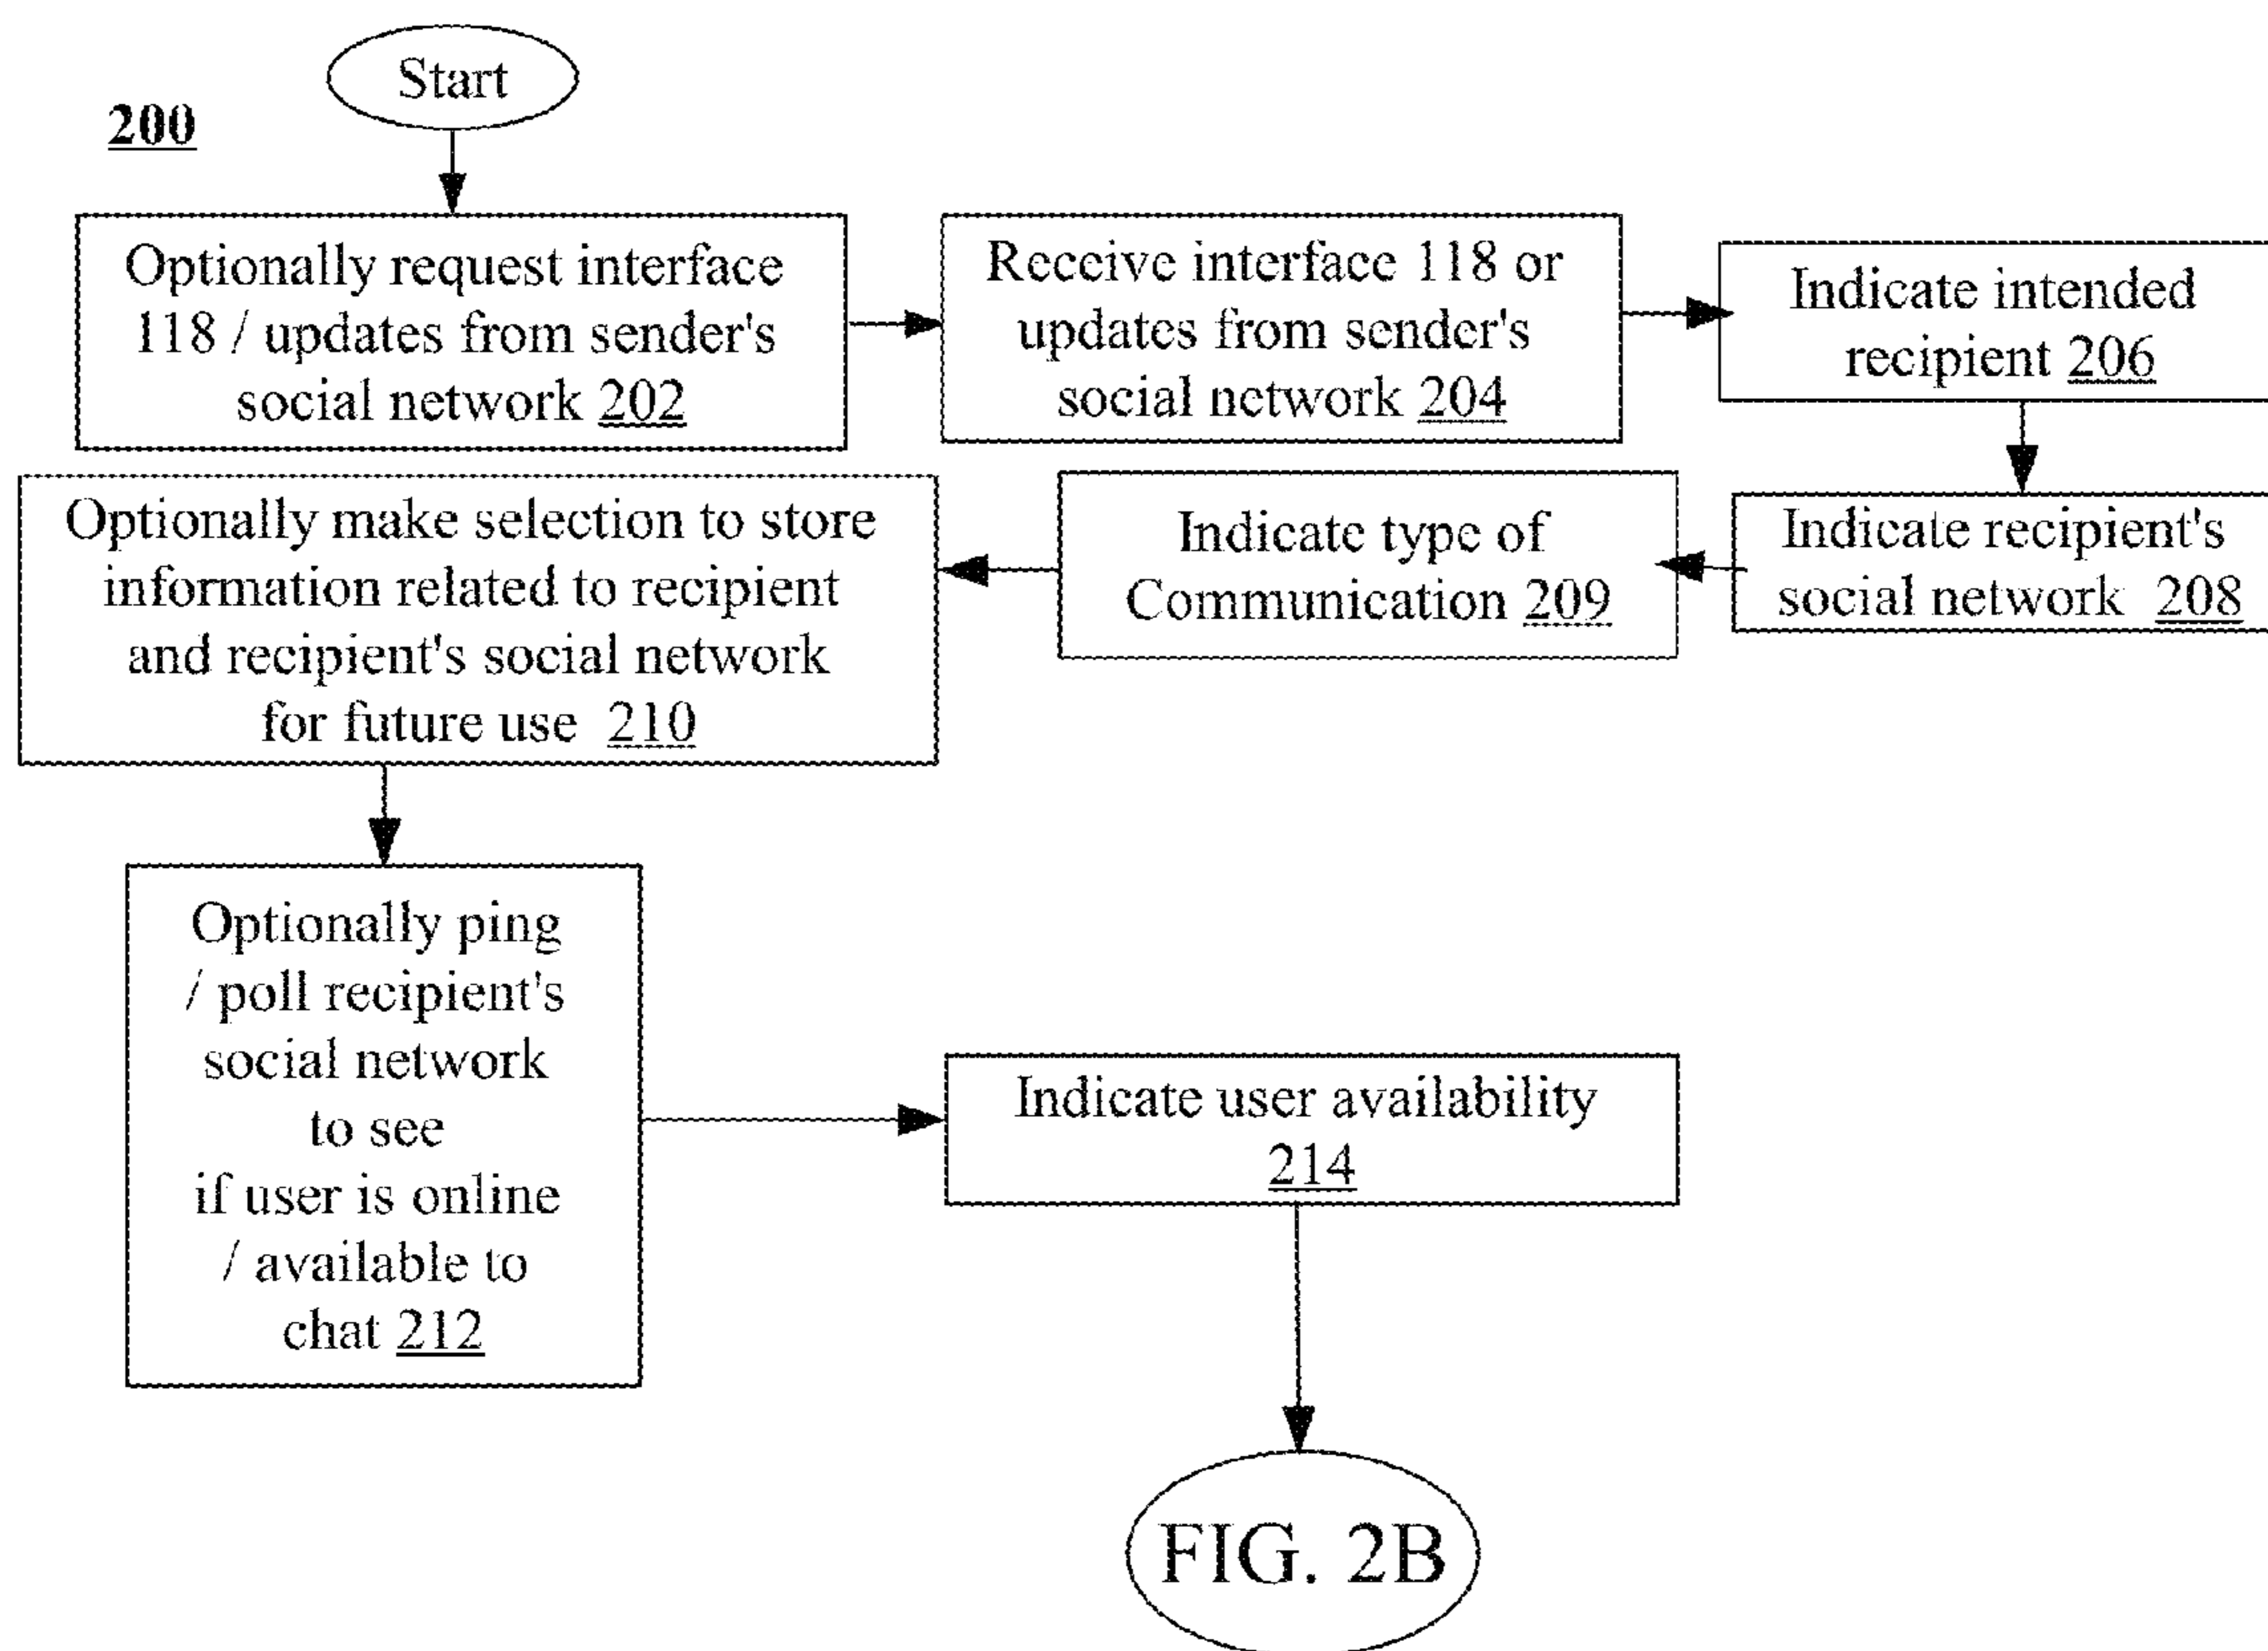 Start
200
Optionally request interface
118 / updates from sender's
social network 202
Receive interface 118 or
updates from sender's
social network 204
Indicate intended
recipient 206
Indicate recipient's
social network 208
Indicate type of
Communication 209
Optionally make selection to store
information related to recipient
and recipient's social network
for future use 210
Optionally ping
/ poll recipient's
social network
to see
if user is online
/ available to
chat 212
Indicate user availability
214
FIG. 2B